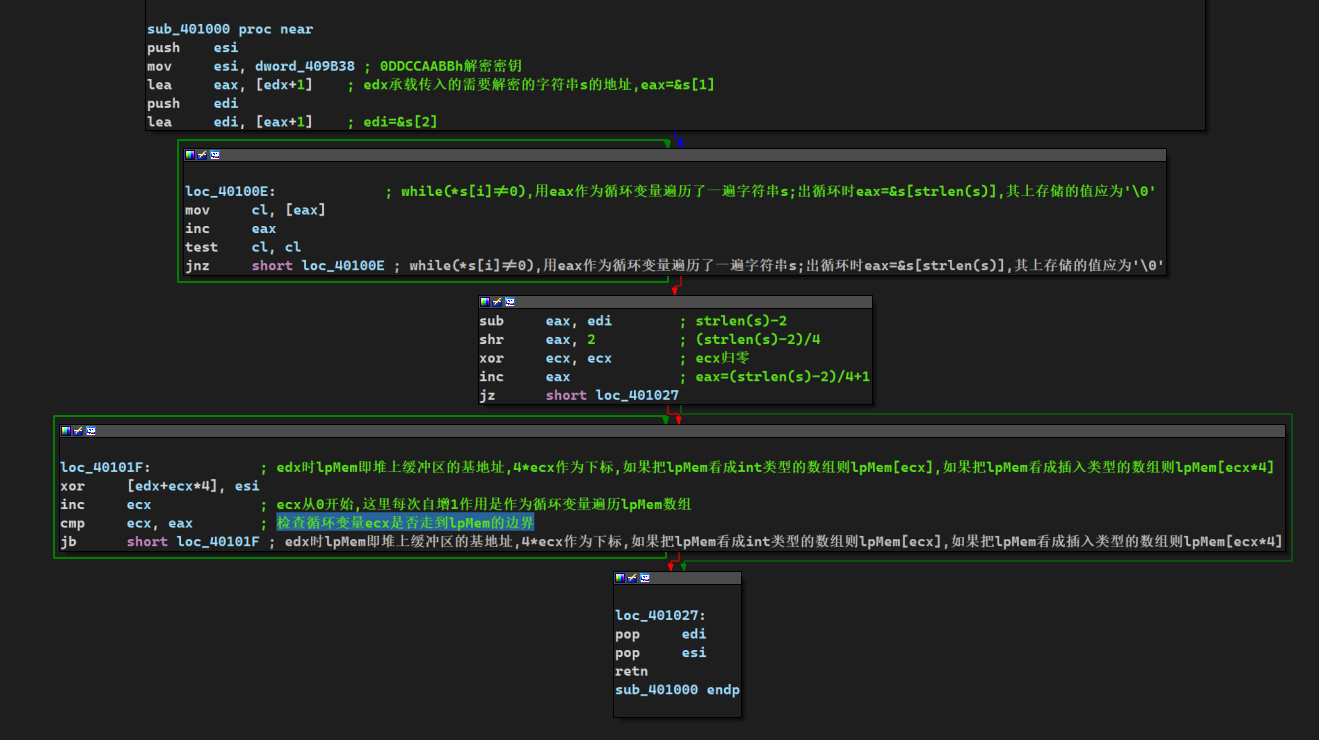 sub_401000 proc near
push esi
mov esi, dword_409B38 ; 0DDCCAABBh解密密钥
lea eax, [edx+1] ; edx承载传入的需要解密的字符串s的地址,eax=&s[1]
push edi
lea edi, [eax+1] ; edi=&s[2]
loc_40100E: ; while(*s[i]≠0),用eax作为循环变量遍历了一遍字符串s;出循环时eax=&s[strlen(s)],其上存储的值应为'\0'
mov cl, [eax]
inc eax
test cl, cl
jnz short loc_40100E ; while(*s[i]≠0),用eax作为循环变量遍历了一遍字符串s;出循环时eax=&s[strlen(s)],其上存储的值应为'\0'
sub eax, edi ; strlen(s)-2
shr eax, 2 ; (strlen(s)-2)/4
xor ecx, ecx ; ecx归零
inc eax ; eax=(strlen(s)-2)/4+1
jz short loc_401027
loc_40101F: ; edx时lpMem即堆上缓冲区的基地址,4*ecx作为下标,如果把lpMem看成int类型的数组则lpMem[ecx],如果把lpMem看成插入类型的数组则lpMem[ecx*4]
xor [edx+ecx*4], esi
inc ecx ; ecx从0开始,这里每次自增1作用是作为循环变量遍历lpMem数组
cmp ecx, eax ; 检查循环变量ecx是否走到lpMem的边界
jb short loc_40101F ; edx时lpMem即堆上缓冲区的基地址,4*ecx作为下标,如果把lpMem看成int类型的数组则lpMem[ecx],如果把lpMem看成插入类型的数组则lpMem[ecx*4]
loc_401027:
pop edi
pop esi
retn
sub_401000 endp